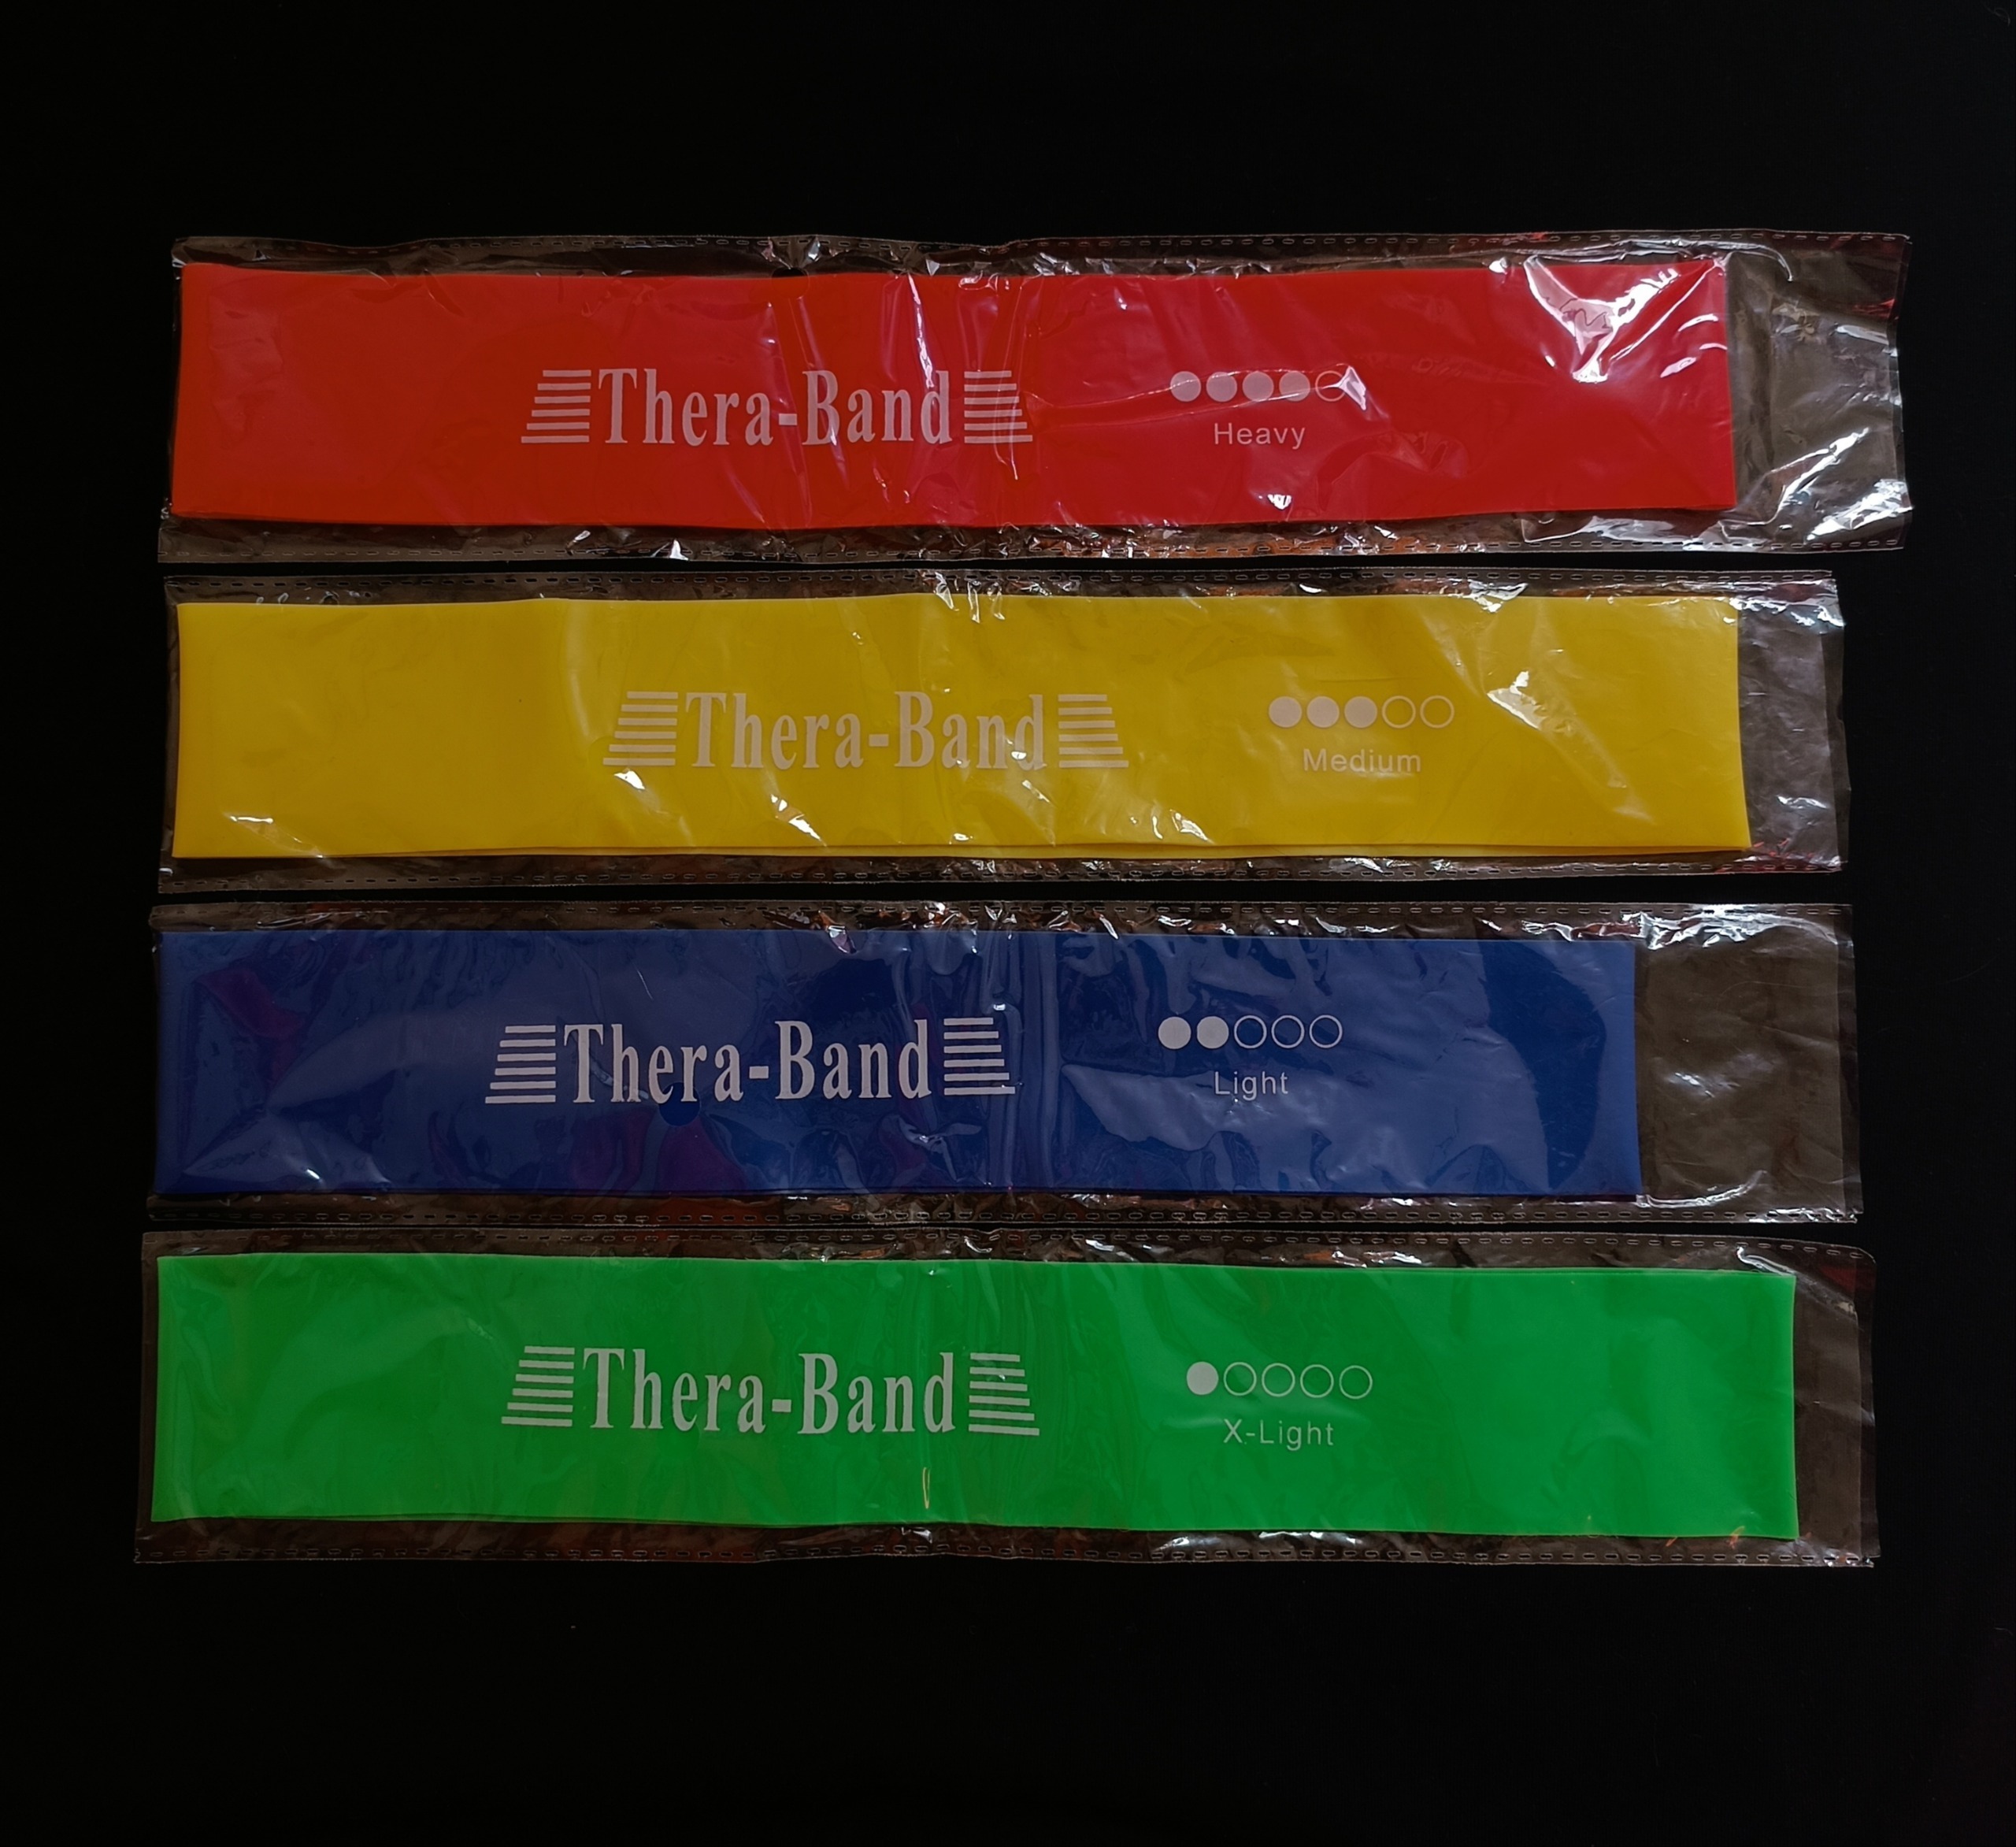 Thera-Band
Heavy
Thera-Band
Medium
Thera-Band
Light
Thera-Band
X-Light